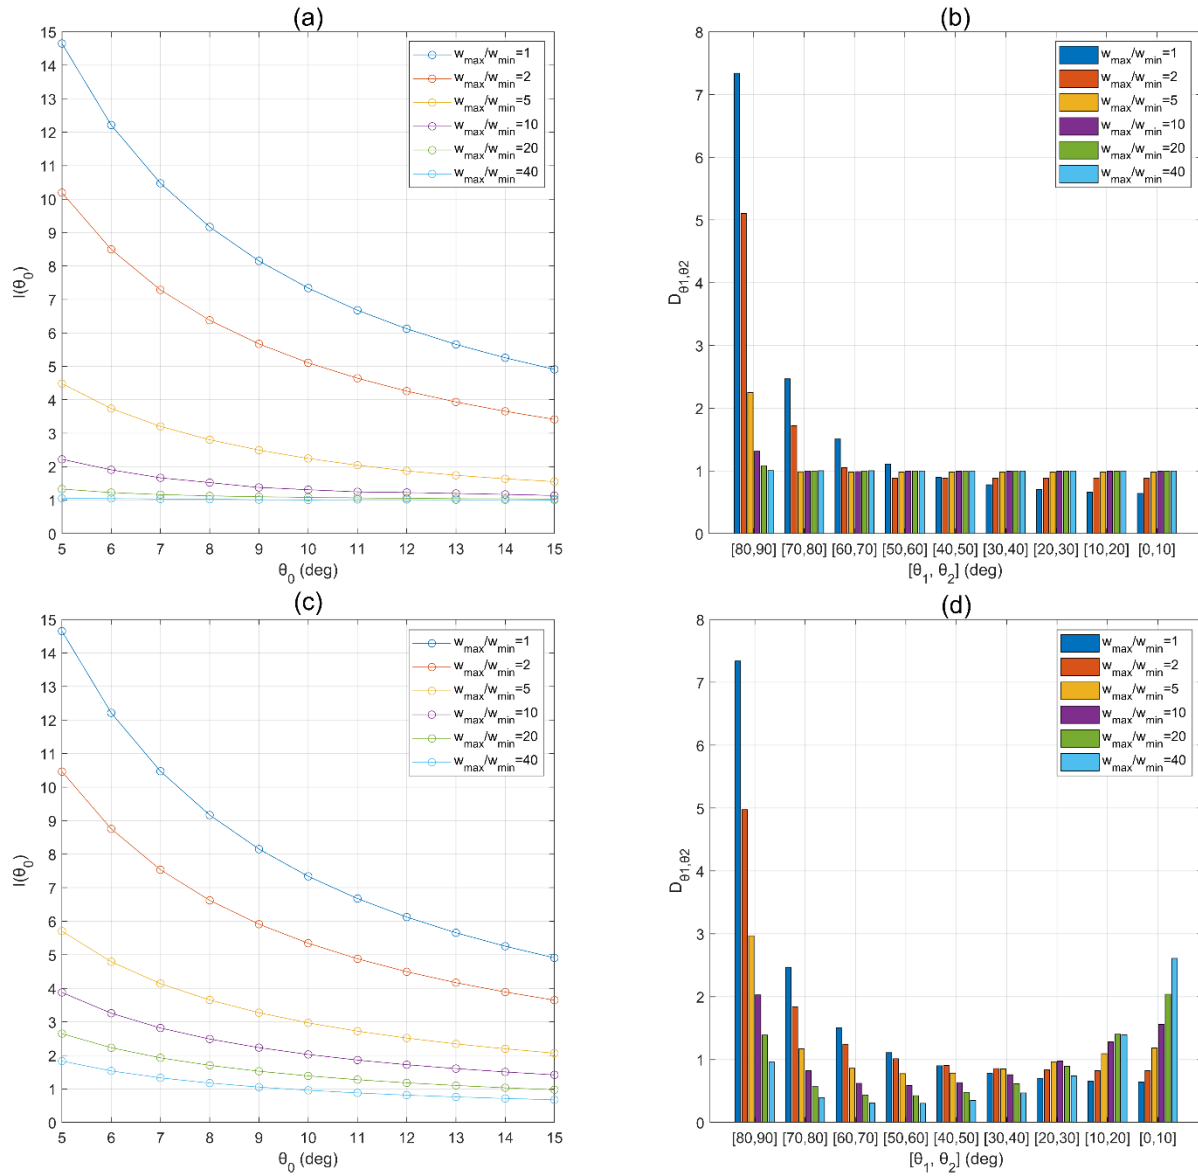 (a)
15
14
13
12
11
10
9
8
7
6
5
4
3
2
1
0
I(θ0)
5 6 7 8 9 10 11 12 13 14 15
θ0 (deg)
wmax/wmin=1
wmax/wmin=2
wmax/wmin=5
wmax/wmin=10
wmax/wmin=20
wmax/wmin=40
(b)
8
7
6
5
4
3
2
1
0
Dθ1,θ2
[80,90] [70,80] [60,70] [50,60] [40,50] [30,40] [20,30] [10,20] [0,10]
[θ1, θ2] (deg)
wmax/wmin=1
wmax/wmin=2
wmax/wmin=5
wmax/wmin=10
wmax/wmin=20
wmax/wmin=40
(c)
15
14
13
12
11
10
9
8
7
6
5
4
3
2
1
0
I(θ0)
5 6 7 8 9 10 11 12 13 14 15
θ0 (deg)
wmax/wmin=1
wmax/wmin=2
wmax/wmin=5
wmax/wmin=10
wmax/wmin=20
wmax/wmin=40
(d)
8
7
6
5
4
3
2
1
0
Dθ1,θ2
[80,90] [70,80] [60,70] [50,60] [40,50] [30,40] [20,30] [10,20] [0,10]
[θ1, θ2] (deg)
wmax/wmin=1
wmax/wmin=2
wmax/wmin=5
wmax/wmin=10
wmax/wmin=20
wmax/wmin=40